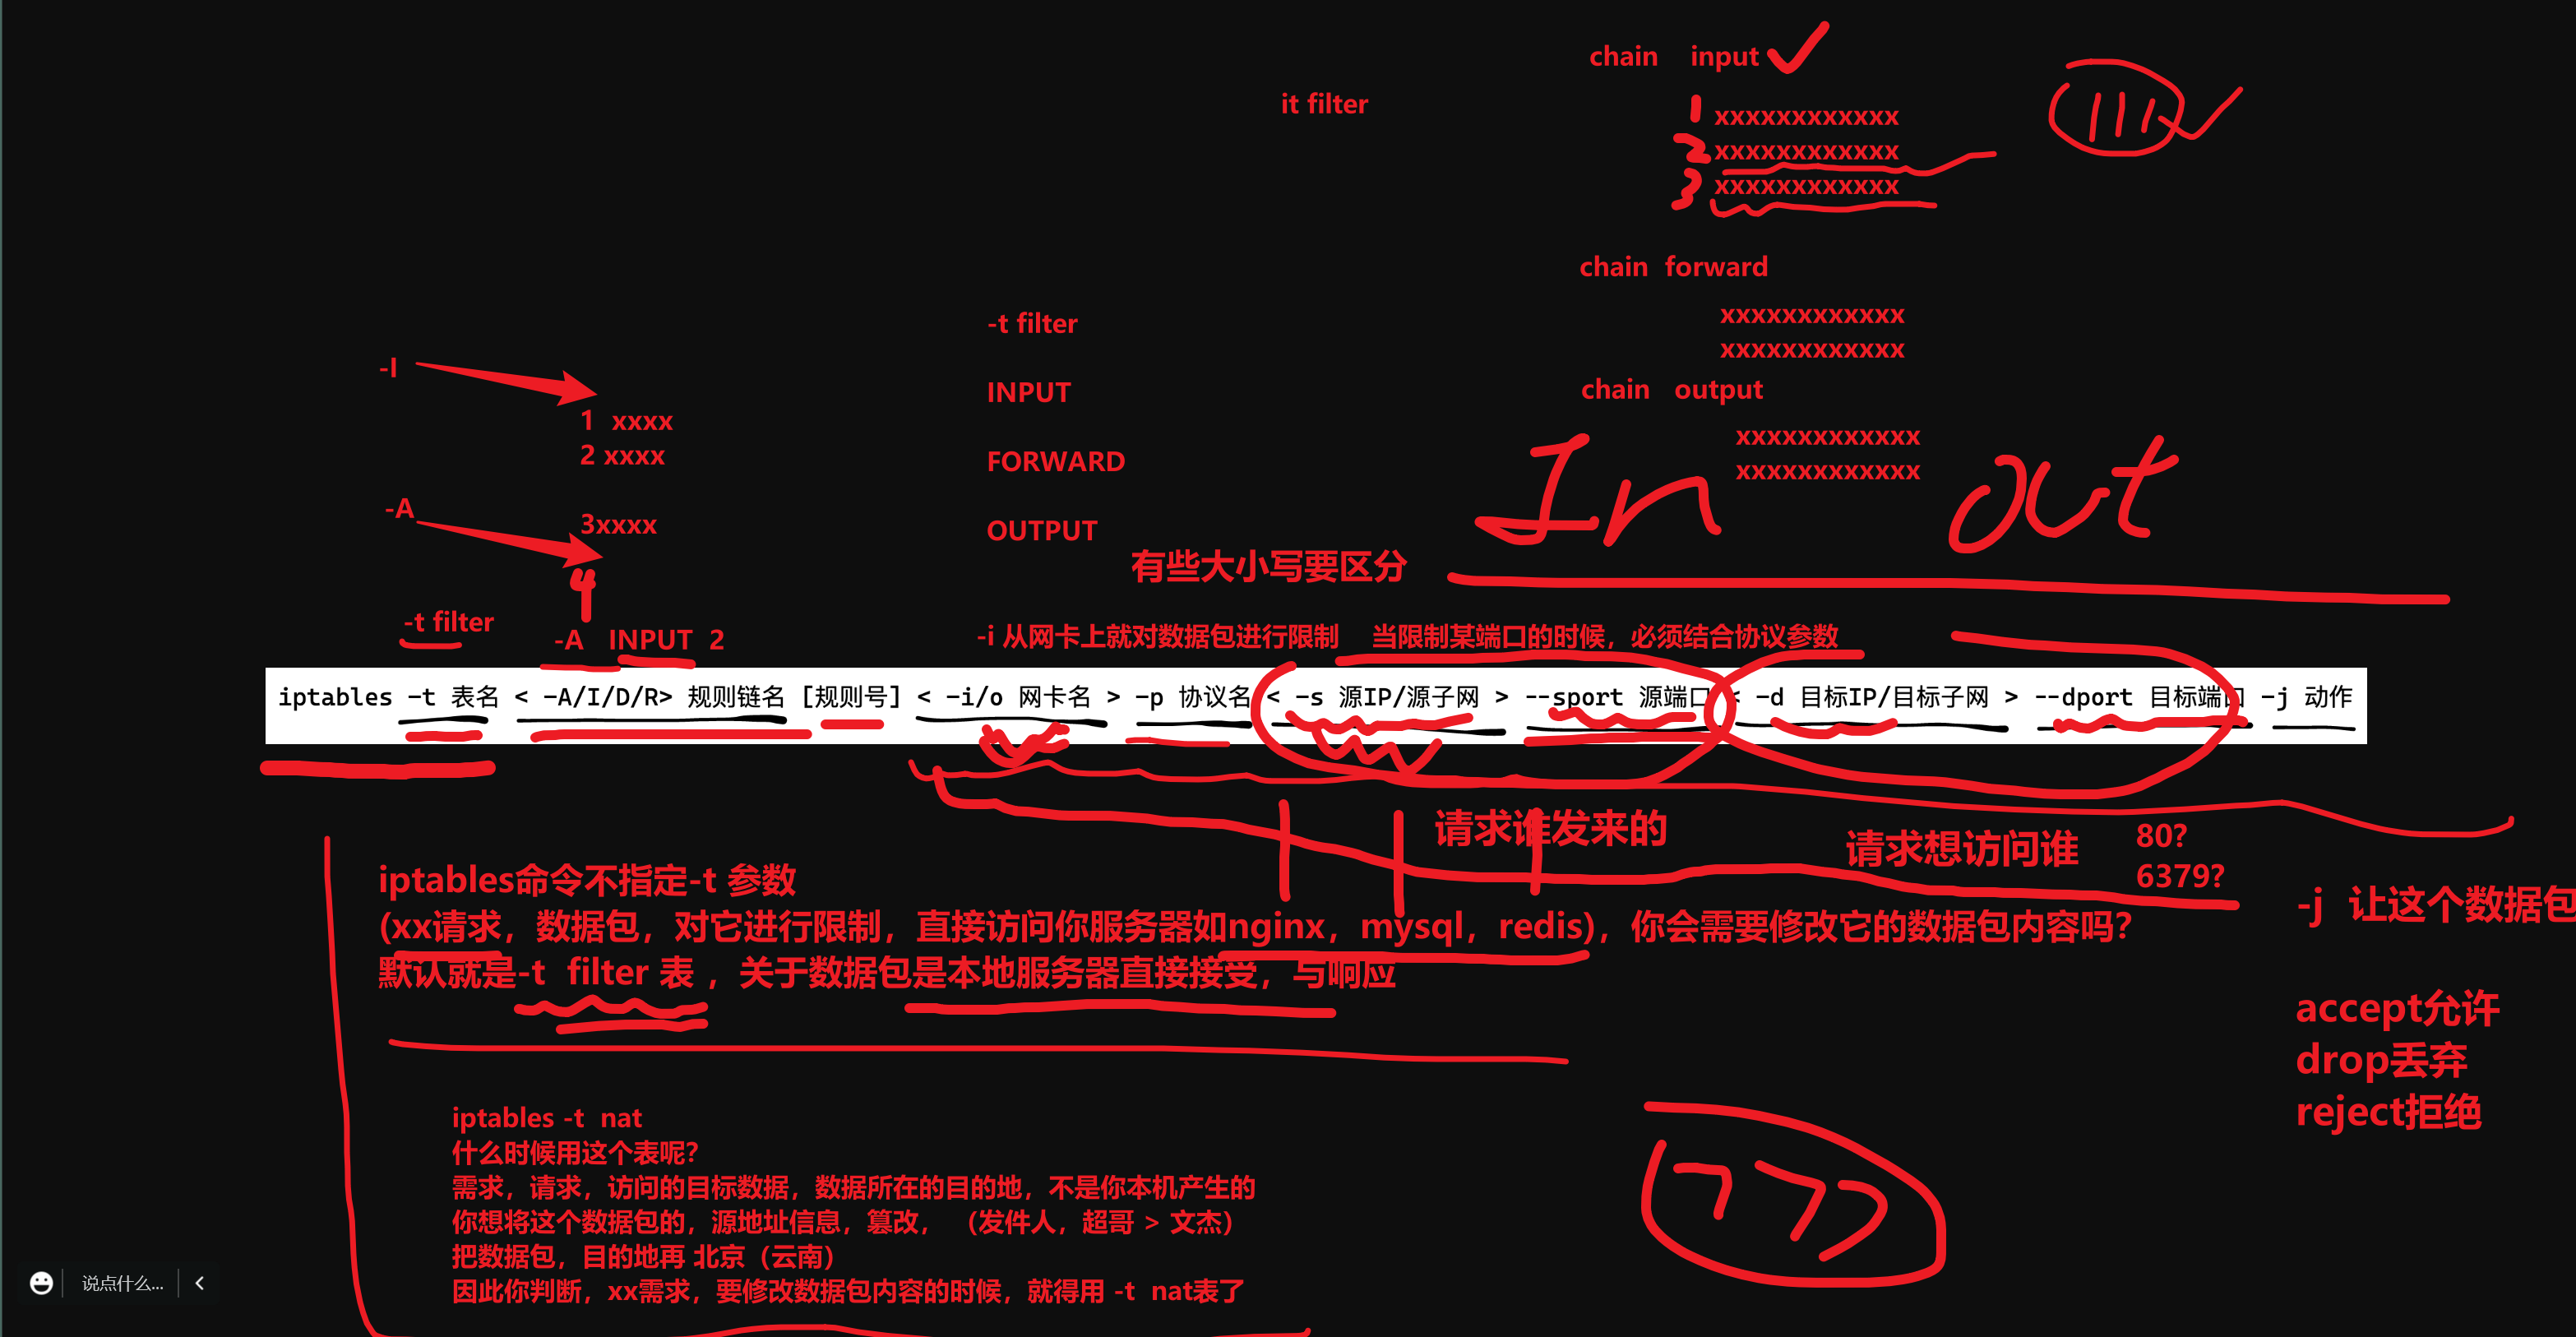 chain input
it filter
1 xxxxxxxxxxxx
2 xxxxxxxxxxxx
3 xxxxxxxxxxxx
chain forward
xxxxxxxxxxxx
xxxxxxxxxxxx
chain output
xxxxxxxxxxxx
xxxxxxxxxxxx
In out
-t filter
INPUT
FORWARD
OUTPUT
-I
1 xxxx
2 xxxx
-A
3xxxx
4
有些大小写要区分
-t filter
-A INPUT 2
-i 从网卡上就对数据包进行限制 当限制某端口的时候，必须结合协议参数
iptables -t 表名 < -A/I/D/R> 规则链名 [规则号] < -i/o 网卡名 > -p 协议名 < -s 源IP/源子网 > --sport 源端口 < -d 目标IP/目标子网 > --dport 目标端口 -j 动作
请求谁发来的
请求想访问谁
80?
6379?
-j 让这个数据包
accept允许
drop丢弃
reject拒绝
iptables命令不指定-t 参数
(xx请求，数据包，对它进行限制，直接访问你服务器如nginx，mysql，redis)，你会需要修改它的数据包内容吗?
默认就是-t filter 表 ，关于数据包是本地服务器直接接受，与响应
iptables -t nat
什么时候用这个表呢?
需求，请求，访问的目标数据，数据所在的目的地，不是你本机产生的
你想将这个数据包的，源地址信息，篡改， （发件人，超哥 > 文杰）
把数据包，目的地再 北京（云南）
因此你判断，xx需求，要修改数据包内容的时候，就得用 -t nat表了
说点什么...